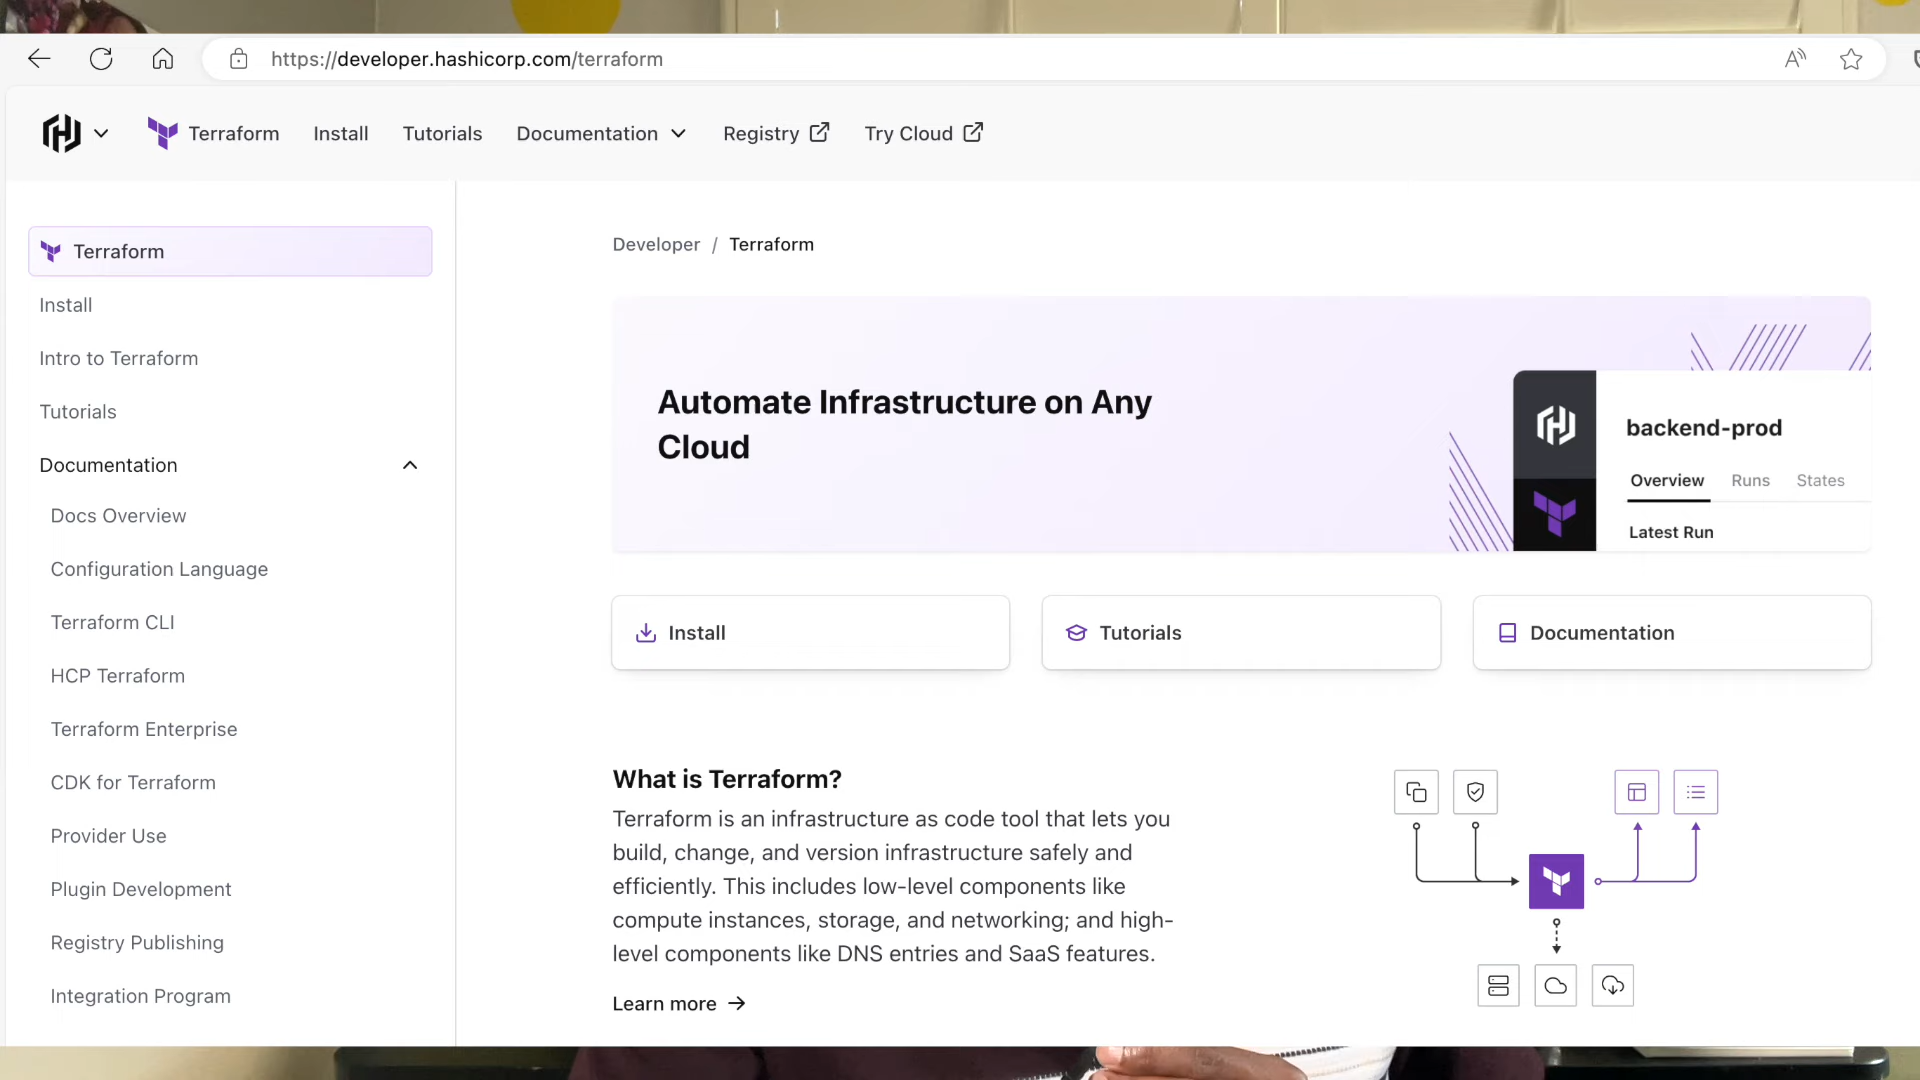 https://developer.hashicorp.com/terraform
Terraform Install Tutorials Documentation Registry Try Cloud
Terraform
Install
Intro to Terraform
Tutorials
Documentation
Docs Overview
Configuration Language
Terraform CLI
HCP Terraform
Terraform Enterprise
CDK for Terraform
Provider Use
Plugin Development
Registry Publishing
Integration Program
Developer / Terraform
Automate Infrastructure on Any
Cloud
backend-prod
Overview Runs States
Latest Run
Install
Tutorials
Documentation
What is Terraform?
Terraform is an infrastructure as code tool that lets you
build, change, and version infrastructure safely and
efficiently. This includes low-level components like
compute instances, storage, and networking; and high-
level components like DNS entries and SaaS features.
Learn more